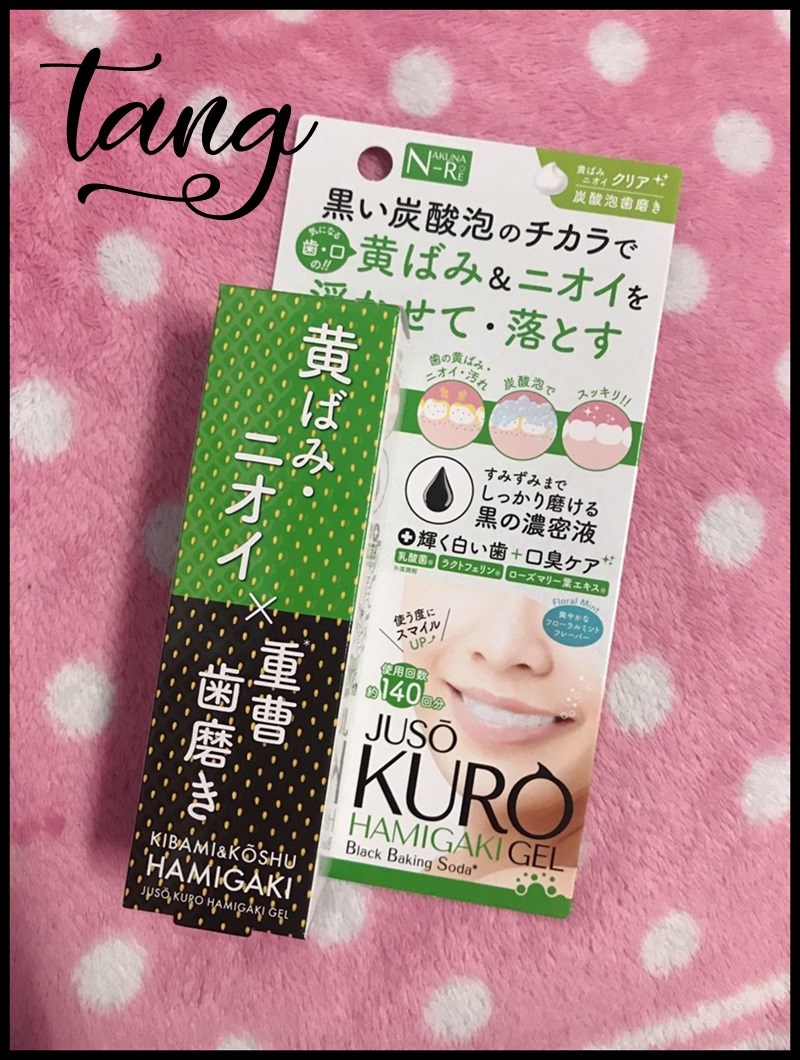 tang
NAKUNA-RE
黄ばみ
ニオイ クリア
炭酸泡歯磨き
黒い炭酸泡のチカラで
気になる
歯・口
の!!
黄ばみ&ニオイを
浮かせて・落とす
歯の黄ばみ・
ニオイ・汚れ
炭酸泡で
スッキリ!!
すみずみまで
しっかり磨ける
黒の濃密液
輝く白い歯+口臭ケア
乳酸菌※ ラクトフェリン※ ローズマリー葉エキス※
※湿潤剤
Floral Mint
爽やかな
フローラルミント
フレーバー
使う度に
スマイル
UP
使用回数
約140回分
JUSŌ
KURO
HAMIGAKI GEL
Black Baking Soda*
黄ばみ・
ニオイ×
重曹*
歯磨き
KIBAMI&KŌSHU
HAMIGAKI
JUSŌ KURO HAMIGAKI GEL